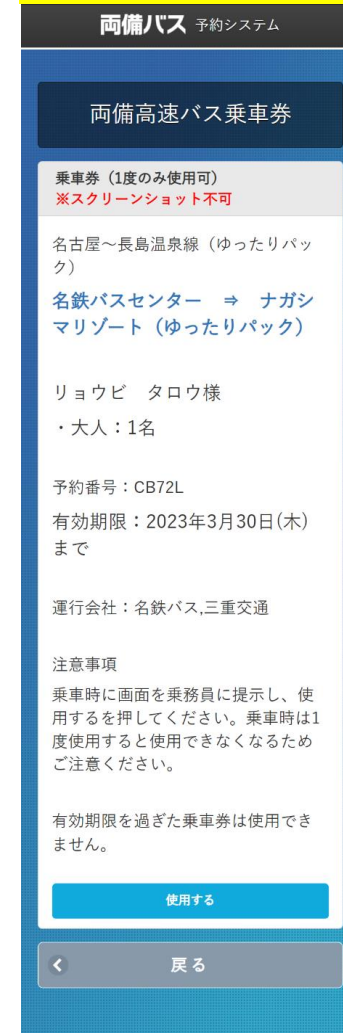 両備バス 予約システム
両備高速バス乗車券
乗車券（1度のみ使用可）
※スクリーンショット不可
名古屋～長島温泉線（ゆったりパッ
ク）
名鉄バスセンター　⇒　ナガシ
マリゾート（ゆったりパック）
リョウビ　タロウ様
・大人：1名
予約番号：CB72L
有効期限：2023年3月30日(木)
まで
運行会社：名鉄バス,三重交通
注意事項
乗車時に画面を乗務員に提示し、使
用するを押してください。乗車時は1
度使用すると使用できなくなるため
ご注意ください。
有効期限を過ぎた乗車券は使用でき
ません。
使用する
戻る